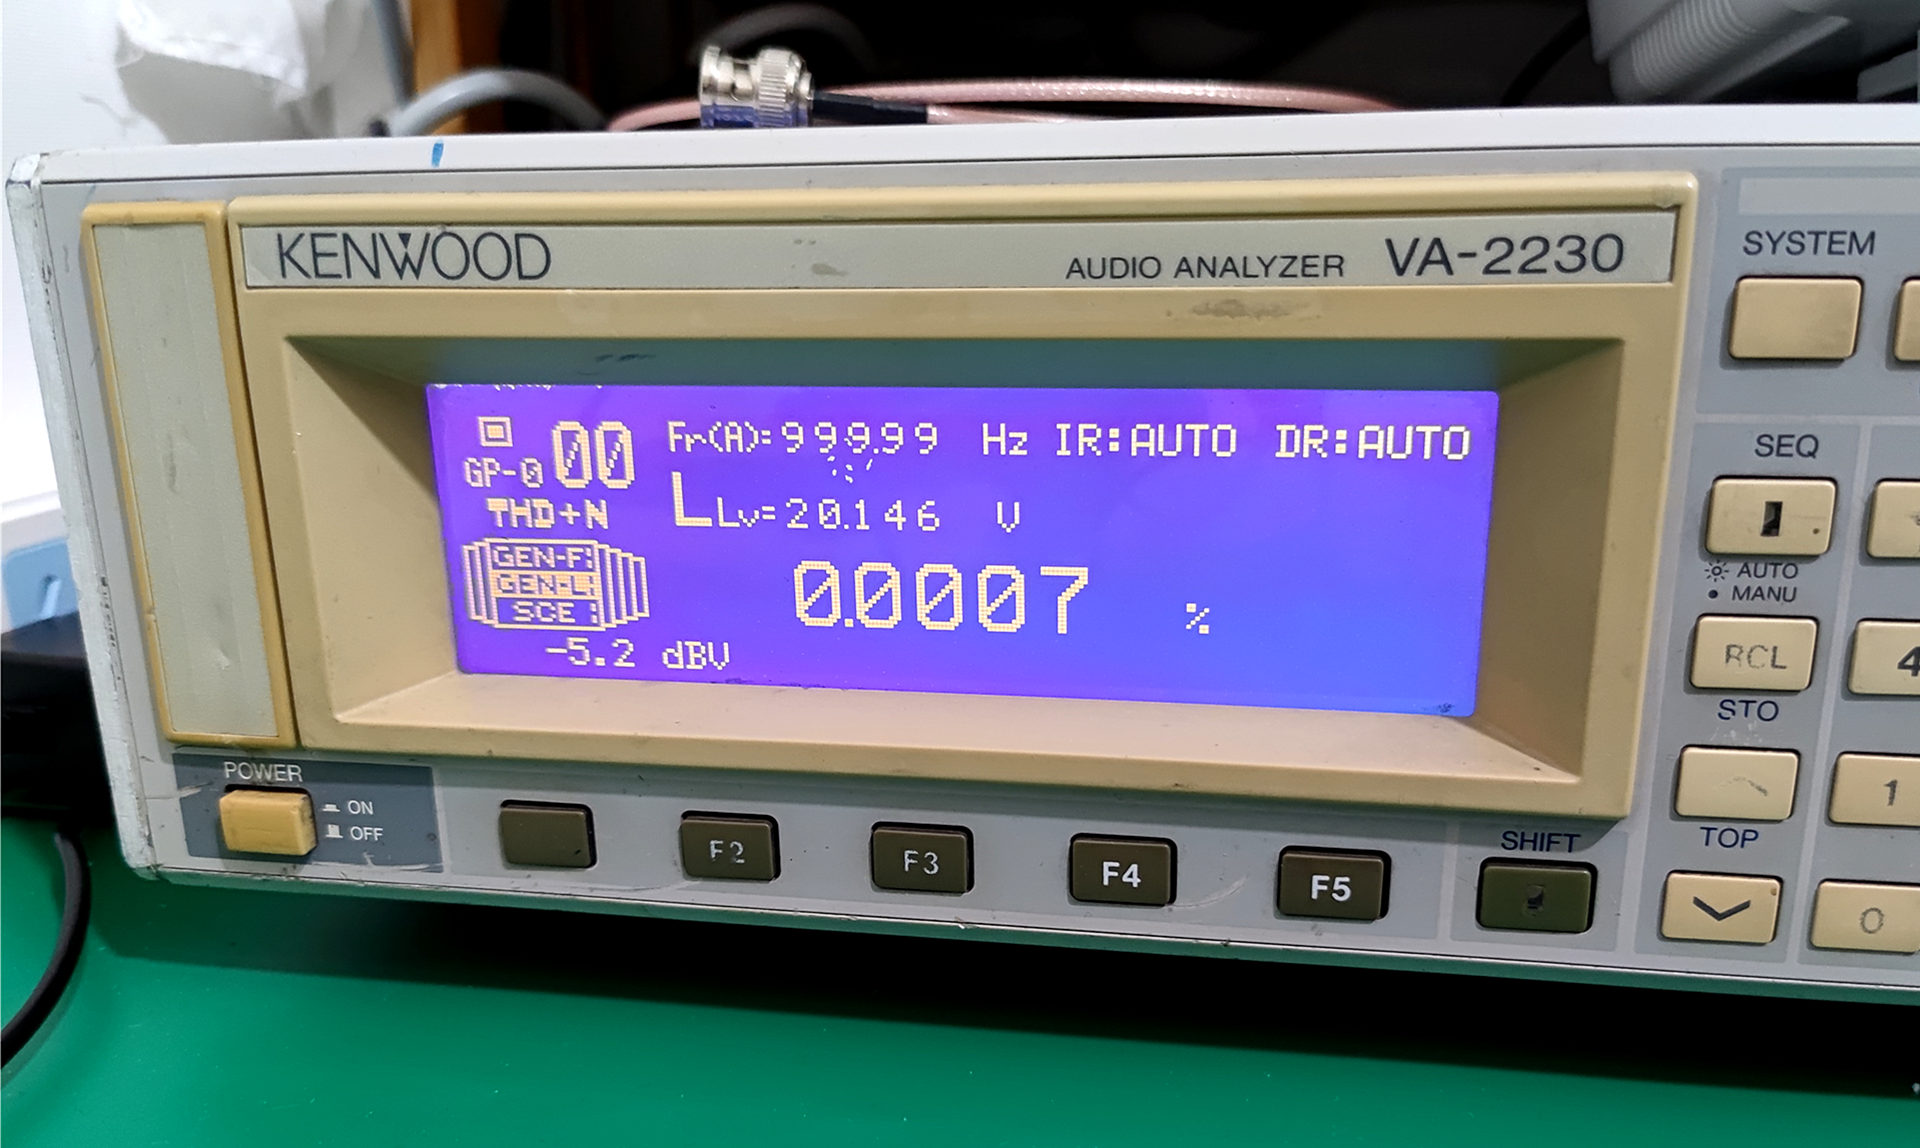 KENWOOD
AUDIO ANALYZER VA-2230
Fr(A):999.99 Hz IR:AUTO DR:AUTO
GP-0 00
THD+N
L Lv=20.146 V
GEN-F:
GEN-L:
SCE :
0.0007 %
-5.2 dBV
POWER
ON
OFF
F2
F3
F4
F5
SHIFT
SYSTEM
SEQ
AUTO
MANU
RCL
4
STO
1
TOP
0